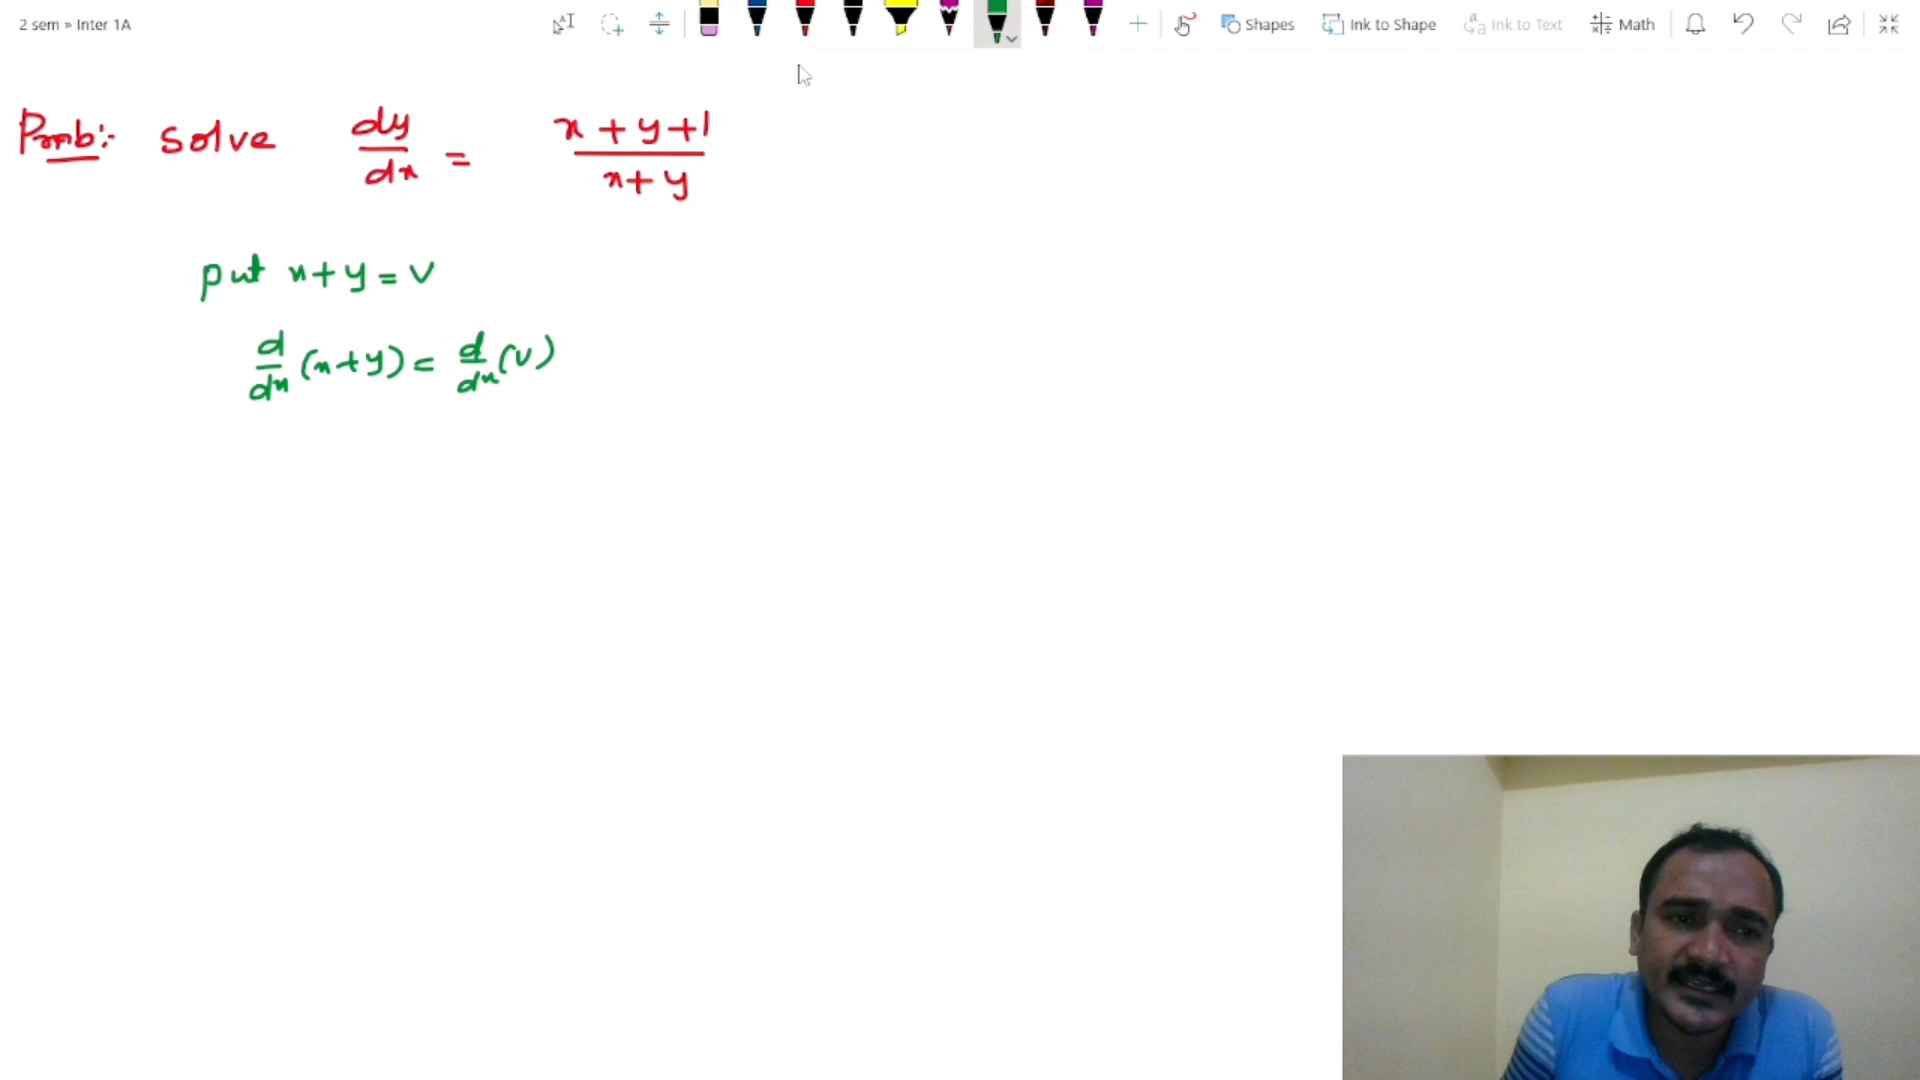 2 sem » Inter 1A
Shapes
Ink to Shape
Ink to Text
Math
Prob:- Solve dy/dx = (x+y+1)/(x+y)
put x+y=v
d/dx (x+y) = d/dx (v)